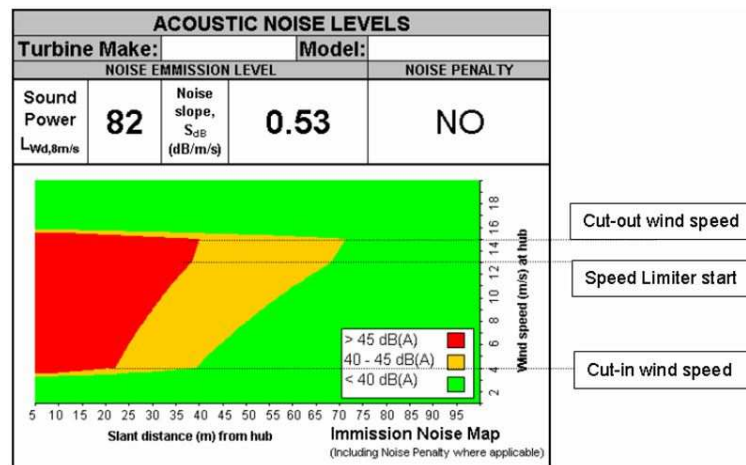 ACOUSTIC NOISE LEVELS
Turbine Make: Model:
NOISE EMMISSION LEVEL NOISE PENALTY
Sound Power LWd,8m/s 82 Noise slope, SdB (dB/m/s) 0.53 NO
18
16
14
12
10
8
6
4
2
Wind speed (m/s) at hub
> 45 dB(A)
40 - 45 dB(A)
< 40 dB(A)
5 10 15 20 25 30 35 40 45 50 55 60 65 70 75 80 85 90 95
Slant distance (m) from hub
Immission Noise Map
(Including Noise Penalty where applicable)
Cut-out wind speed
Speed Limiter start
Cut-in wind speed